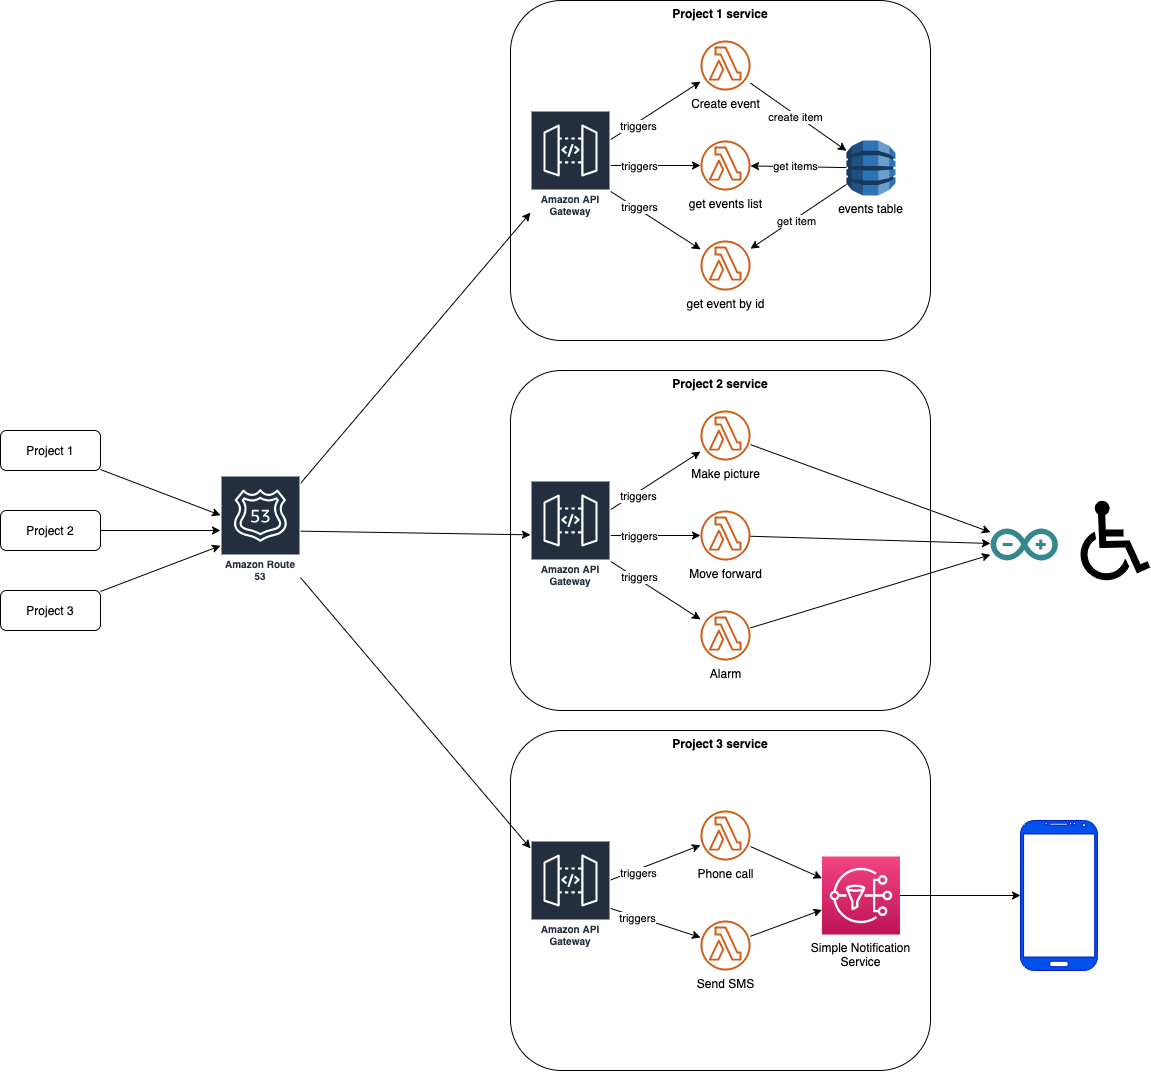 Project 1 service
Create event
triggers
create item
Amazon API
Gateway
triggers
get items
get events list
events table
triggers
get item
get event by id
Project 1
Project 2
Project 3
53
Amazon Route
53
Project 2 service
Make picture
triggers
Amazon API
Gateway
triggers
Move forward
triggers
Alarm
Project 3 service
Phone call
triggers
Amazon API
Gateway
triggers
Send SMS
Simple Notification
Service